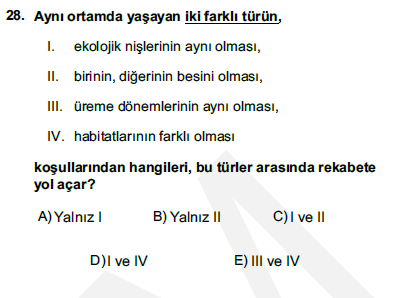 28. Aynı ortamda yaşayan iki farklı türün,
I. ekolojik nişlerinin aynı olması,
II. birinin, diğerinin besini olması,
III. üreme dönemlerinin aynı olması,
IV. habitatlarının farklı olması
koşullarından hangileri, bu türler arasında rekabete
yol açar?
A) Yalnız I B) Yalnız II C) I ve II
D) I ve IV E) III ve IV